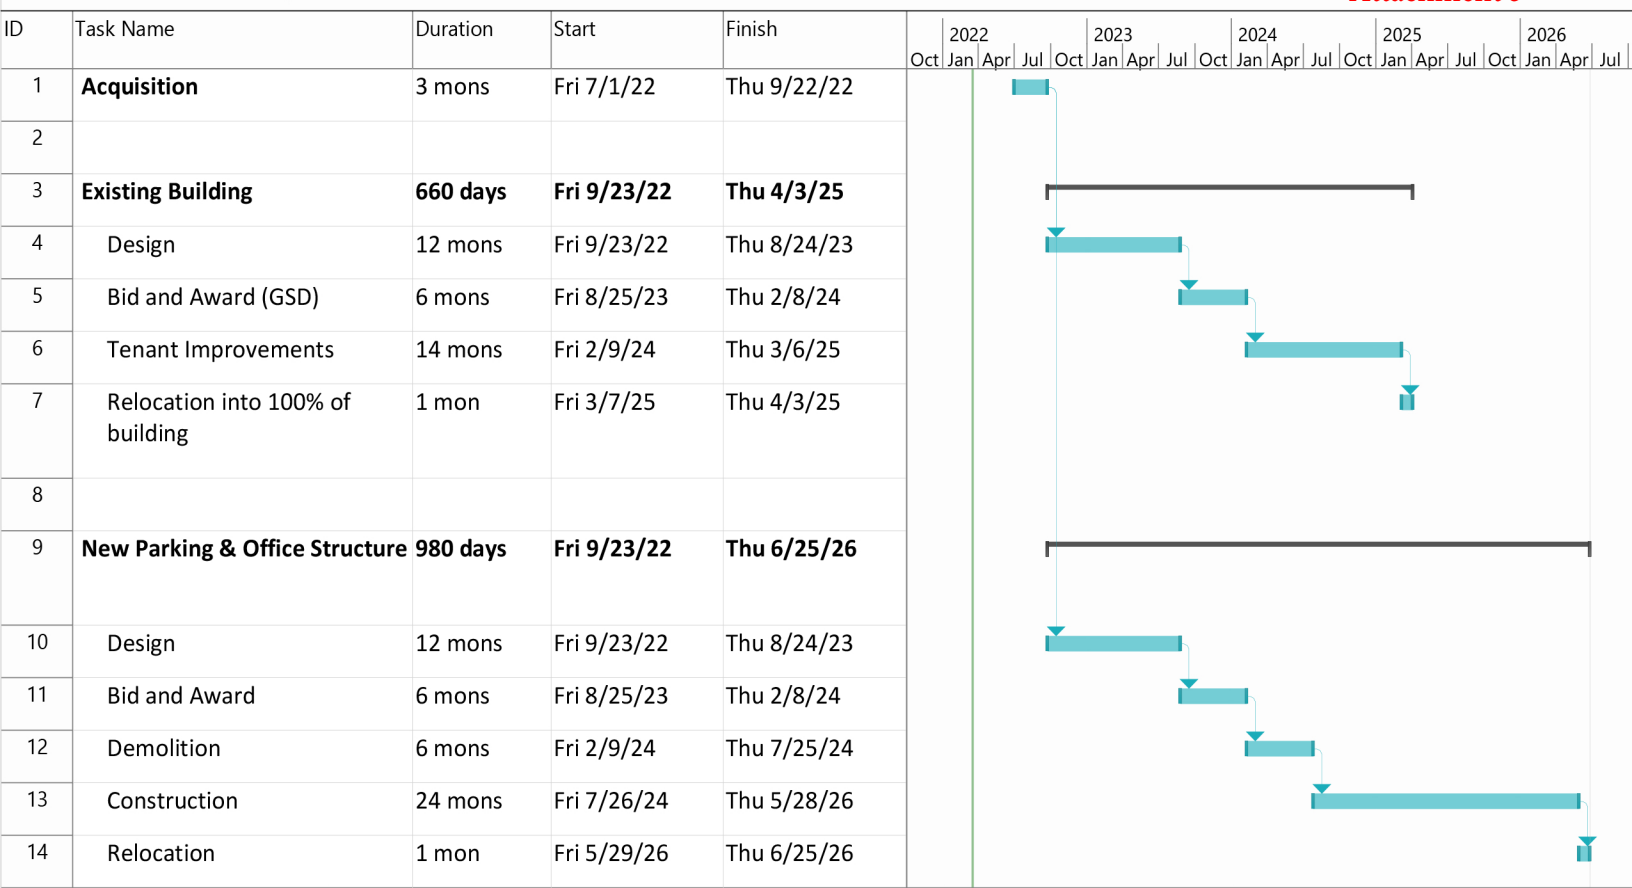 ID Task Name Duration Start Finish
2022 2023 2024 2025 2026
Oct Jan Apr Jul Oct Jan Apr Jul Oct Jan Apr Jul Oct Jan Apr Jul Oct Jan Apr Jul
1 Acquisition 3 mons Fri 7/1/22 Thu 9/22/22
2
3 Existing Building 660 days Fri 9/23/22 Thu 4/3/25
4 Design 12 mons Fri 9/23/22 Thu 8/24/23
5 Bid and Award (GSD) 6 mons Fri 8/25/23 Thu 2/8/24
6 Tenant Improvements 14 mons Fri 2/9/24 Thu 3/6/25
7 Relocation into 100% of 1 mon Fri 3/7/25 Thu 4/3/25
building
8
9 New Parking & Office Structure 980 days Fri 9/23/22 Thu 6/25/26
10 Design 12 mons Fri 9/23/22 Thu 8/24/23
11 Bid and Award 6 mons Fri 8/25/23 Thu 2/8/24
12 Demolition 6 mons Fri 2/9/24 Thu 7/25/24
13 Construction 24 mons Fri 7/26/24 Thu 5/28/26
14 Relocation 1 mon Fri 5/29/26 Thu 6/25/26